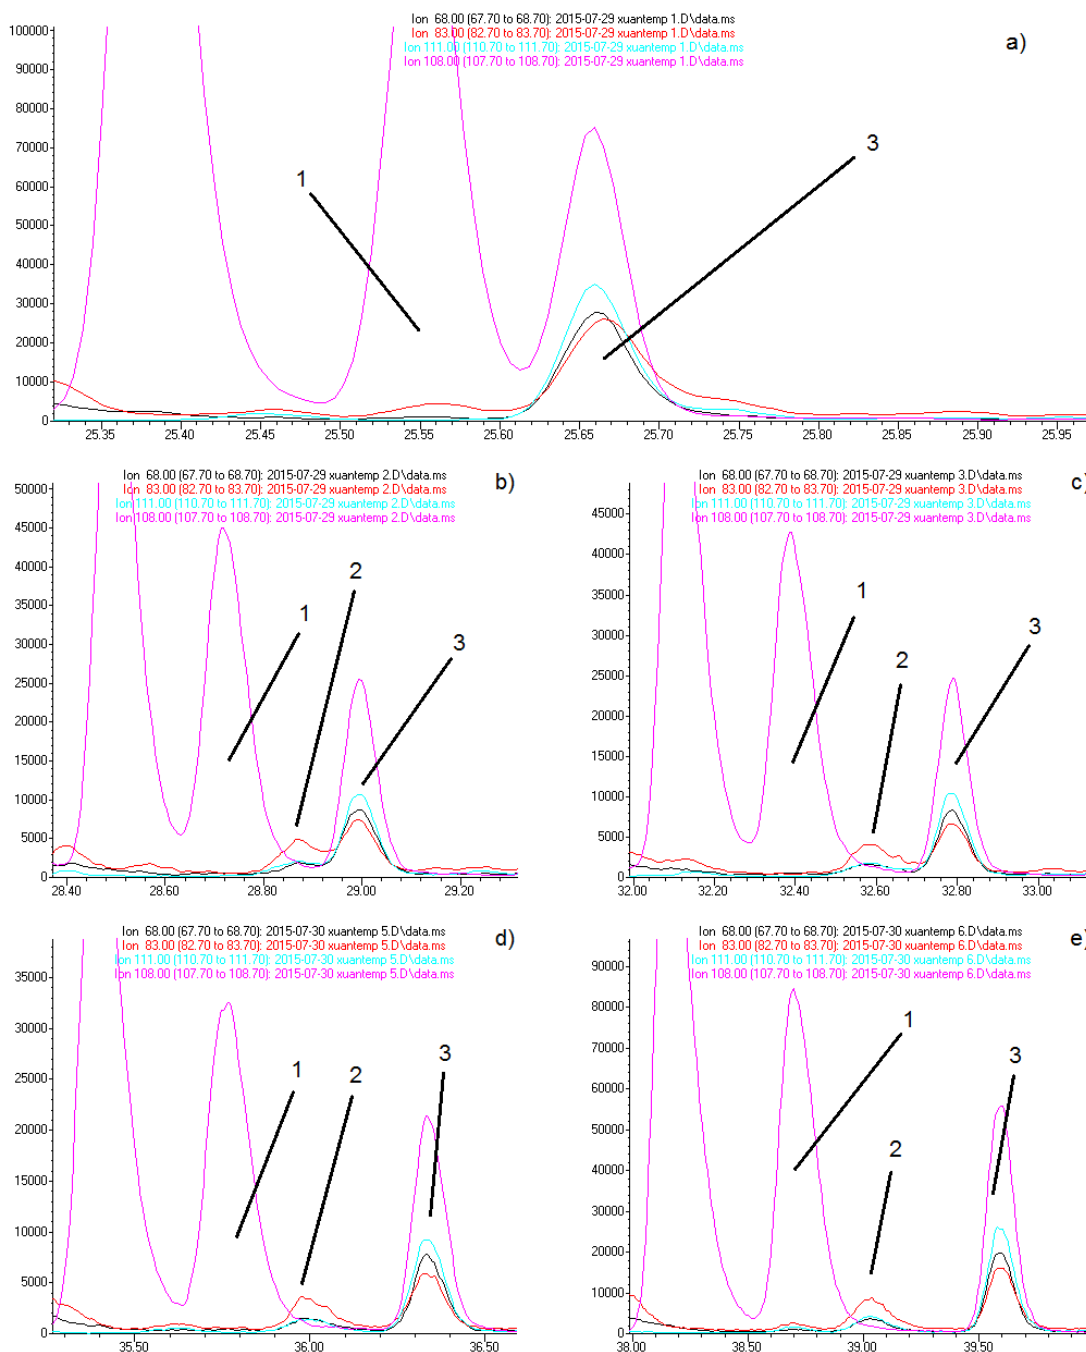 Ion 68.00 (67.70 to 68.70): 2015-07-29 xuantemp 1.D\data.ms
Ion 83.00 (82.70 to 83.70): 2015-07-29 xuantemp 1.D\data.ms
Ion 111.00 (110.70 to 111.70): 2015-07-29 xuantemp 1.D\data.ms
Ion 108.00 (107.70 to 108.70): 2015-07-29 xuantemp 1.D\data.ms
a)
100000
90000
80000
70000
60000
50000
40000
30000
20000
10000
0
1
3
25.35 25.40 25.45 25.50 25.55 25.60 25.65 25.70 25.75 25.80 25.85 25.90 25.95
Ion 68.00 (67.70 to 68.70): 2015-07-29 xuantemp 2.D\data.ms
Ion 83.00 (82.70 to 83.70): 2015-07-29 xuantemp 2.D\data.ms
Ion 111.00 (110.70 to 111.70): 2015-07-29 xuantemp 2.D\data.ms
Ion 108.00 (107.70 to 108.70): 2015-07-29 xuantemp 2.D\data.ms
b)
50000
45000
40000
35000
30000
25000
20000
15000
10000
5000
0
1
2
3
28.40 28.60 28.80 29.00 29.20
Ion 68.00 (67.70 to 68.70): 2015-07-29 xuantemp 3.D\data.ms
Ion 83.00 (82.70 to 83.70): 2015-07-29 xuantemp 3.D\data.ms
Ion 111.00 (110.70 to 111.70): 2015-07-29 xuantemp 3.D\data.ms
Ion 108.00 (107.70 to 108.70): 2015-07-29 xuantemp 3.D\data.ms
c)
45000
40000
35000
30000
25000
20000
15000
10000
5000
0
1
2
3
32.00 32.20 32.40 32.60 32.80 33.00
Ion 68.00 (67.70 to 68.70): 2015-07-30 xuantemp 5.D\data.ms
Ion 83.00 (82.70 to 83.70): 2015-07-30 xuantemp 5.D\data.ms
Ion 111.00 (110.70 to 111.70): 2015-07-30 xuantemp 5.D\data.ms
Ion 108.00 (107.70 to 108.70): 2015-07-30 xuantemp 5.D\data.ms
d)
35000
30000
25000
20000
15000
10000
5000
0
1
2
3
35.50 36.00 36.50
Ion 68.00 (67.70 to 68.70): 2015-07-30 xuantemp 6.D\data.ms
Ion 83.00 (82.70 to 83.70): 2015-07-30 xuantemp 6.D\data.ms
Ion 111.00 (110.70 to 111.70): 2015-07-30 xuantemp 6.D\data.ms
Ion 108.00 (107.70 to 108.70): 2015-07-30 xuantemp 6.D\data.ms
e)
90000
80000
70000
60000
50000
40000
30000
20000
10000
0
1
2
3
38.00 38.50 39.00 39.50